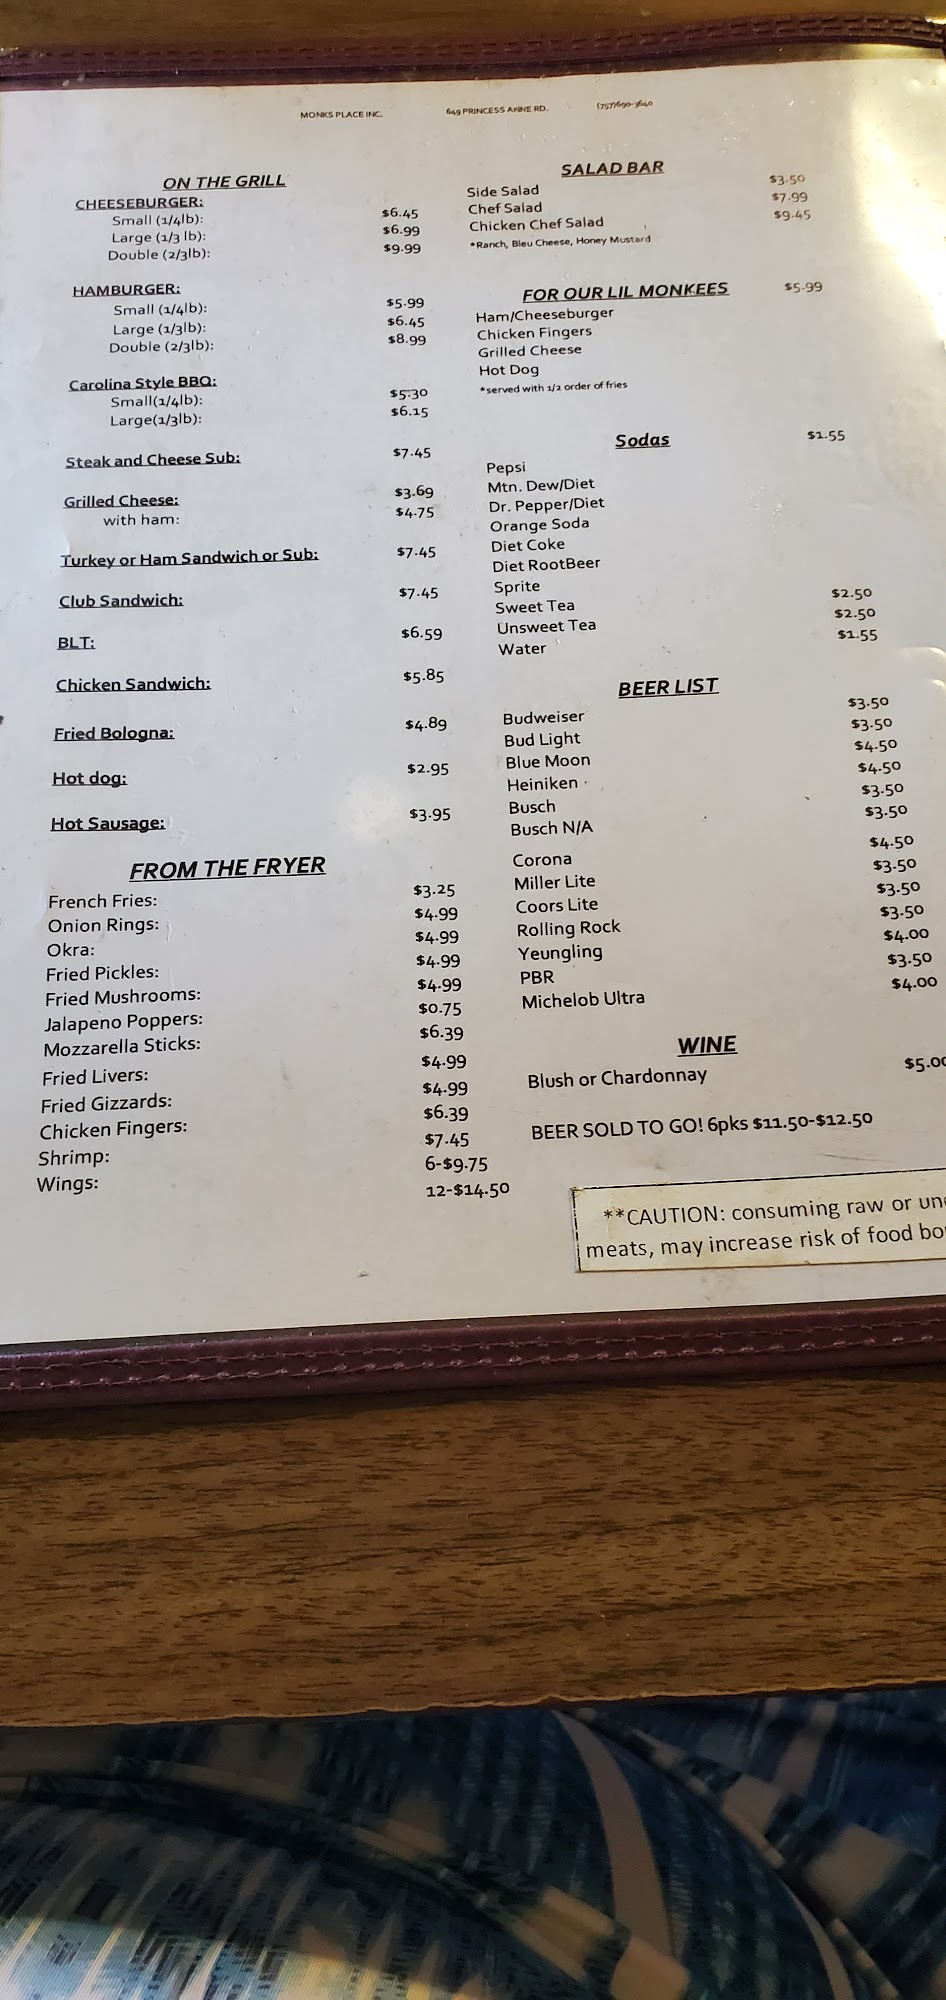 MONKS PLACE INC. 649 PRINCESS ANNE RD. (757)690-3640
ON THE GRILL
CHEESEBURGER:
Small (1/4lb): $6.45
Large (1/3 lb): $6.99
Double (2/3lb): $9.99
HAMBURGER:
Small (1/4lb): $5.99
Large (1/3lb): $6.45
Double (2/3lb): $8.99
Carolina Style BBQ:
Small(1/4lb): $5.30
Large(1/3lb): $6.15
Steak and Cheese Sub: $7.45
Grilled Cheese: $3.69
with ham: $4.75
Turkey or Ham Sandwich or Sub: $7.45
Club Sandwich: $7.45
BLT: $6.59
Chicken Sandwich: $5.85
Fried Bologna: $4.89
Hot dog: $2.95
Hot Sausage: $3.95
FROM THE FRYER
French Fries: $3.25
Onion Rings: $4.99
Okra: $4.99
Fried Pickles: $4.99
Fried Mushrooms: $4.99
Jalapeno Poppers: $0.75
Mozzarella Sticks: $6.39
Fried Livers: $4.99
Fried Gizzards: $4.99
Chicken Fingers: $6.39
Shrimp: $7.45
Wings: 6-$9.75
12-$14.50
SALAD BAR
Side Salad $3.50
Chef Salad $7.99
Chicken Chef Salad $9.45
*Ranch, Bleu Cheese, Honey Mustard
FOR OUR LIL MONKEES $5.99
Ham/Cheeseburger
Chicken Fingers
Grilled Cheese
Hot Dog
*served with 1/2 order of fries
Sodas $1.55
Pepsi
Mtn. Dew/Diet
Dr. Pepper/Diet
Orange Soda
Diet Coke
Diet RootBeer
Sprite
Sweet Tea $2.50
Unsweet Tea $2.50
Water $1.55
BEER LIST
Budweiser $3.50
Bud Light $3.50
Blue Moon $4.50
Heiniken $4.50
Busch $3.50
Busch N/A $3.50
Corona $4.50
Miller Lite $3.50
Coors Lite $3.50
Rolling Rock $3.50
Yeungling $4.00
PBR $3.50
Michelob Ultra $4.00
WINE
Blush or Chardonnay $5.00
BEER SOLD TO GO! 6pks $11.50-$12.50
**CAUTION: consuming raw or
meats, may increase risk of food